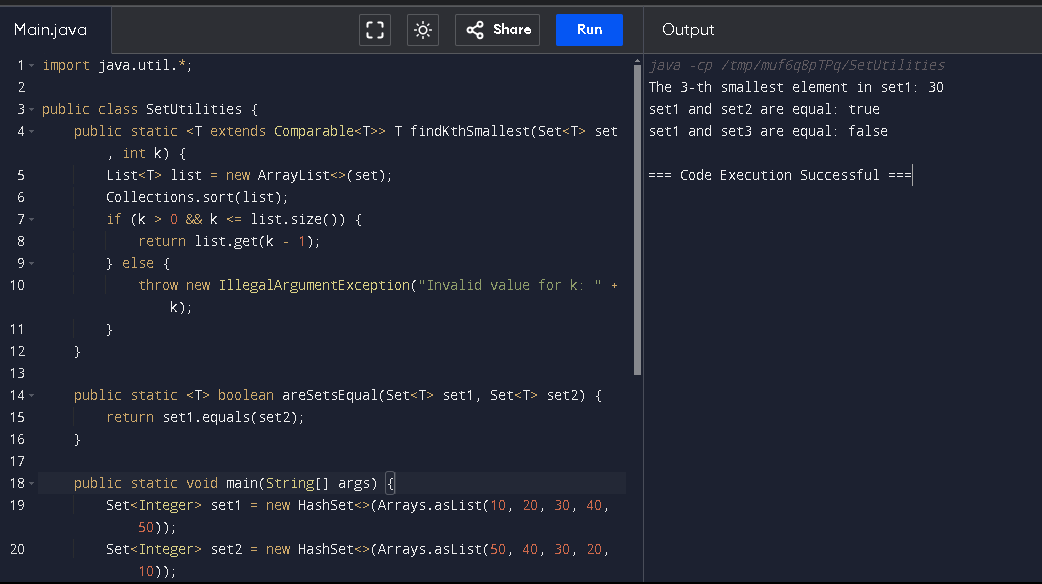 Main.java
Share
Run
Output
1 import java.util.*;
2
3 public class SetUtilities {
4 public static <T extends Comparable<T>> T findKthSmallest(Set<T> set
, int k) {
5 List<T> list = new ArrayList<>(set);
6 Collections.sort(list);
7 if (k > 0 && k <= list.size()) {
8 return list.get(k - 1);
9 } else {
10 throw new IllegalArgumentException("Invalid value for k: " +
k);
11 }
12 }
13
14 public static <T> boolean areSetsEqual(Set<T> set1, Set<T> set2) {
15 return set1.equals(set2);
16 }
17
18 public static void main(String[] args) {
19 Set<Integer> set1 = new HashSet<>(Arrays.asList(10, 20, 30, 40,
50));
20 Set<Integer> set2 = new HashSet<>(Arrays.asList(50, 40, 30, 20,
10));
java -cp /tmp/muf6q8pTPq/SetUtilities
The 3-th smallest element in set1: 30
set1 and set2 are equal: true
set1 and set3 are equal: false
=== Code Execution Successful ===